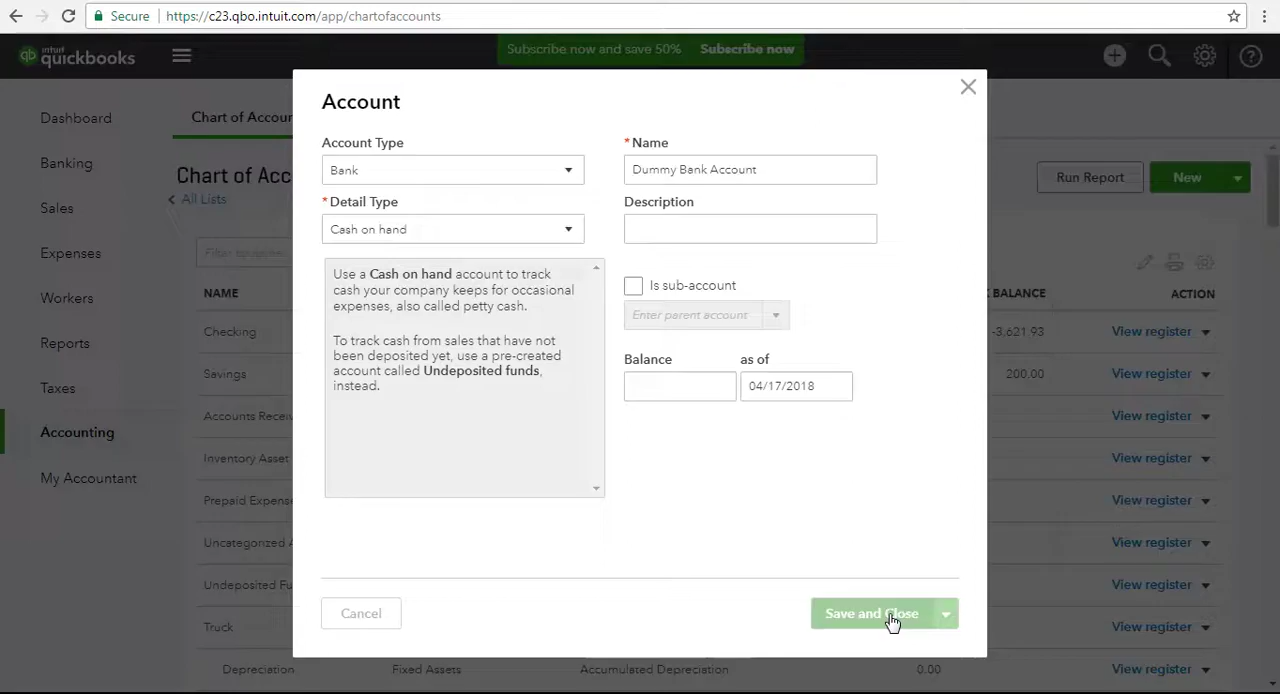 Secure
https://c23.qbo.intuit.com/app/chartofaccounts
Subscribe now and save 50% Subscribe now
intuit
qb quickbooks
Dashboard
Banking
Sales
Expenses
Workers
Reports
Taxes
Accounting
My Accountant
Chart of Accoun
Chart of Acc
All Lists
Run Report
New
NAME
BALANCE
ACTION
Checking
-3,621.93
View register
Savings
200.00
View register
Accounts Recei
View register
Inventory Asset
View register
Prepaid Expens
View register
Uncategorized A
View register
Undeposited Fu
View register
Truck
View register
Depreciation
Fixed Assets
Accumulated Depreciation
0.00
View register
Account
Account Type
Bank
* Detail Type
Cash on hand
Use a Cash on hand account to track
cash your company keeps for occasional
expenses, also called petty cash.
To track cash from sales that have not
been deposited yet, use a pre-created
account called Undeposited funds,
instead.
* Name
Dummy Bank Account
Description
Is sub-account
Enter parent account
Balance
as of
04/17/2018
Cancel
Save and Close